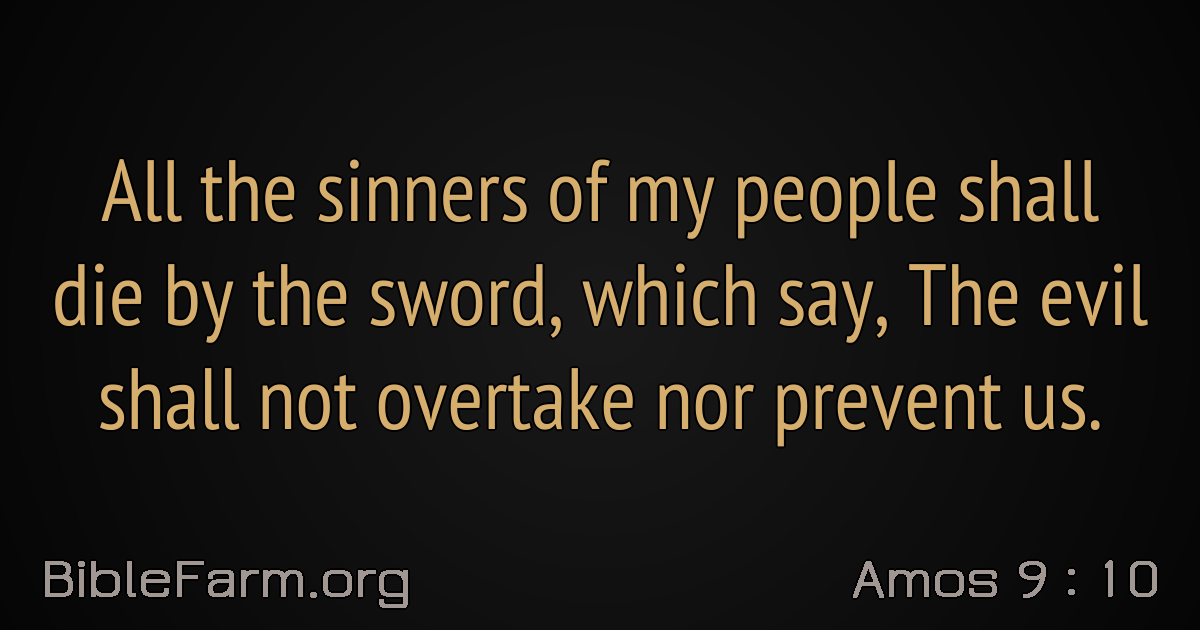 All the sinners of my people shall
die by the sword, which say, The evil
shall not overtake nor prevent us.
BibleFarm.org
Amos 9 : 10